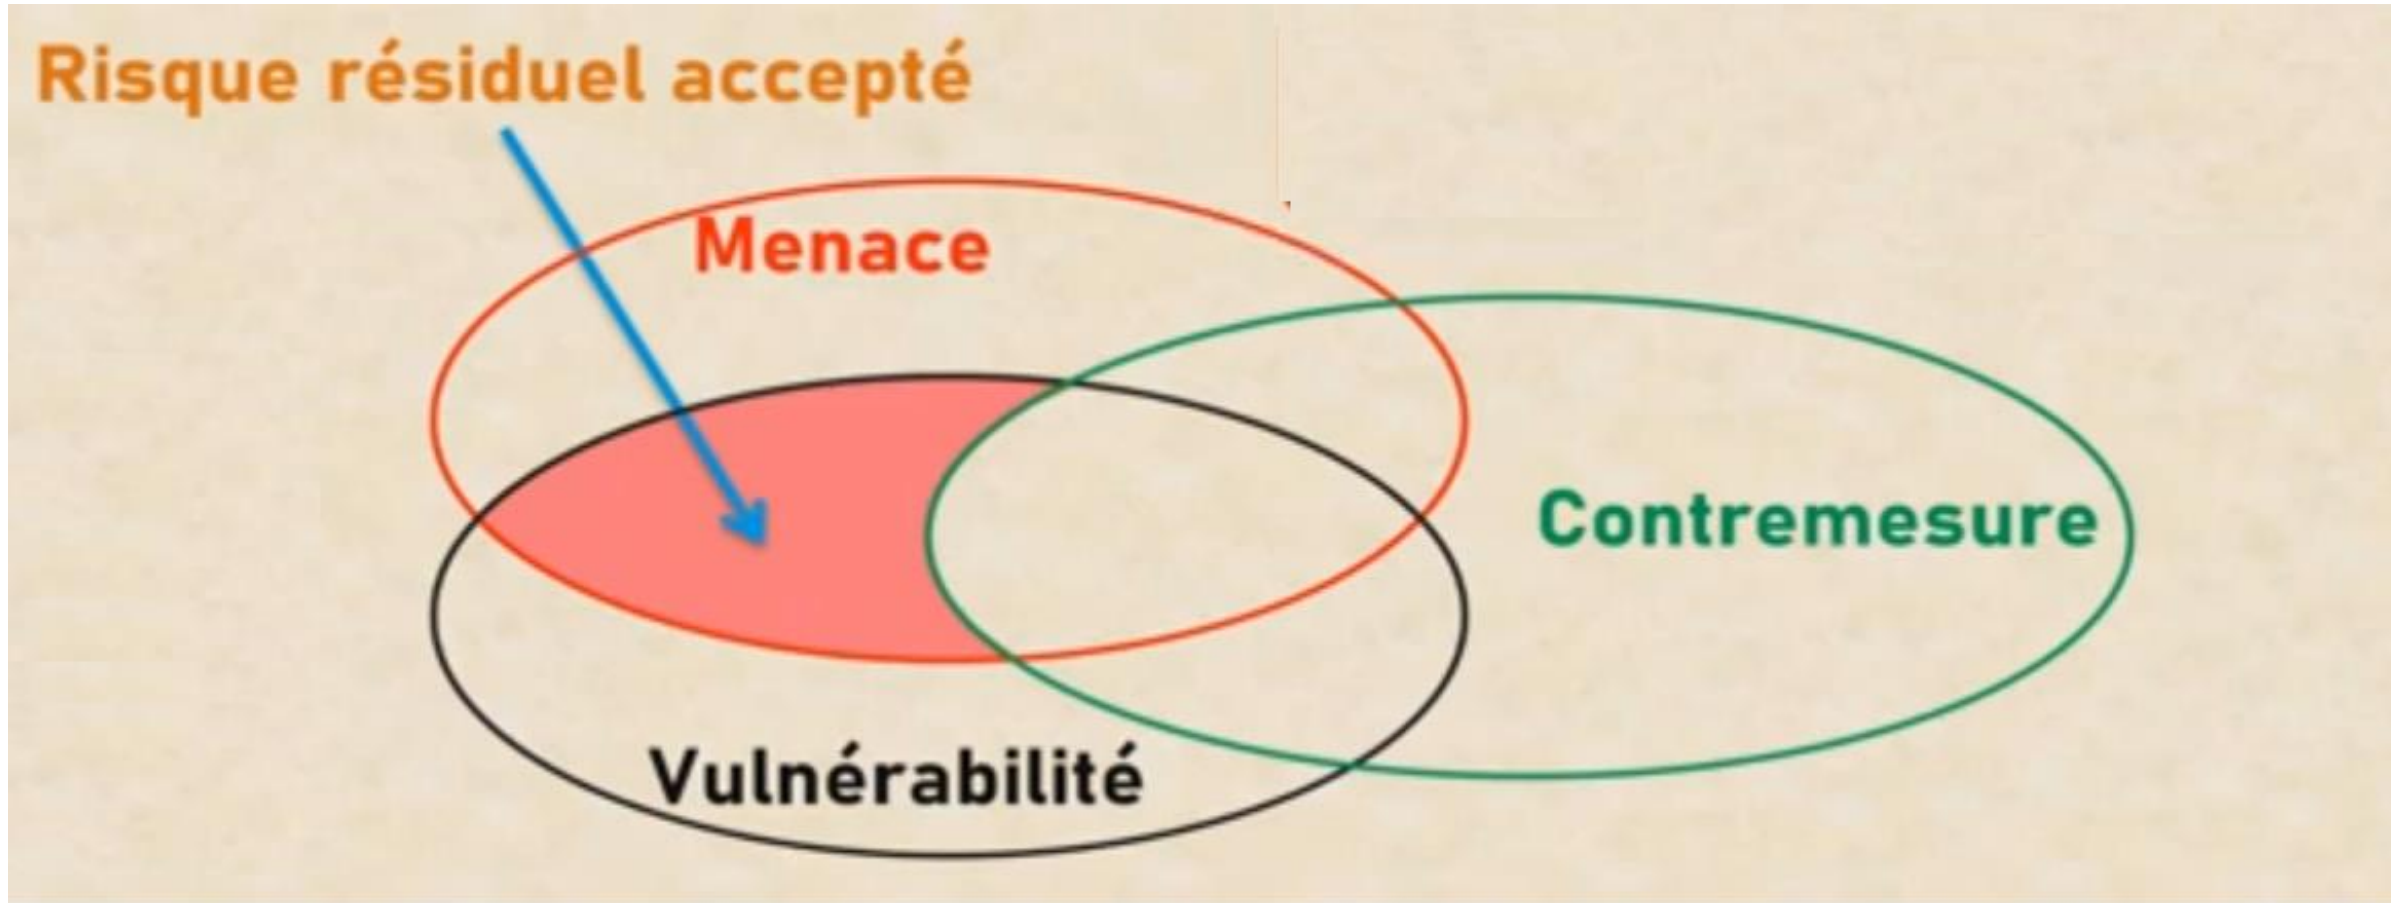 Risque résiduel accepté
Menace
Contremesure
Vulnérabilité